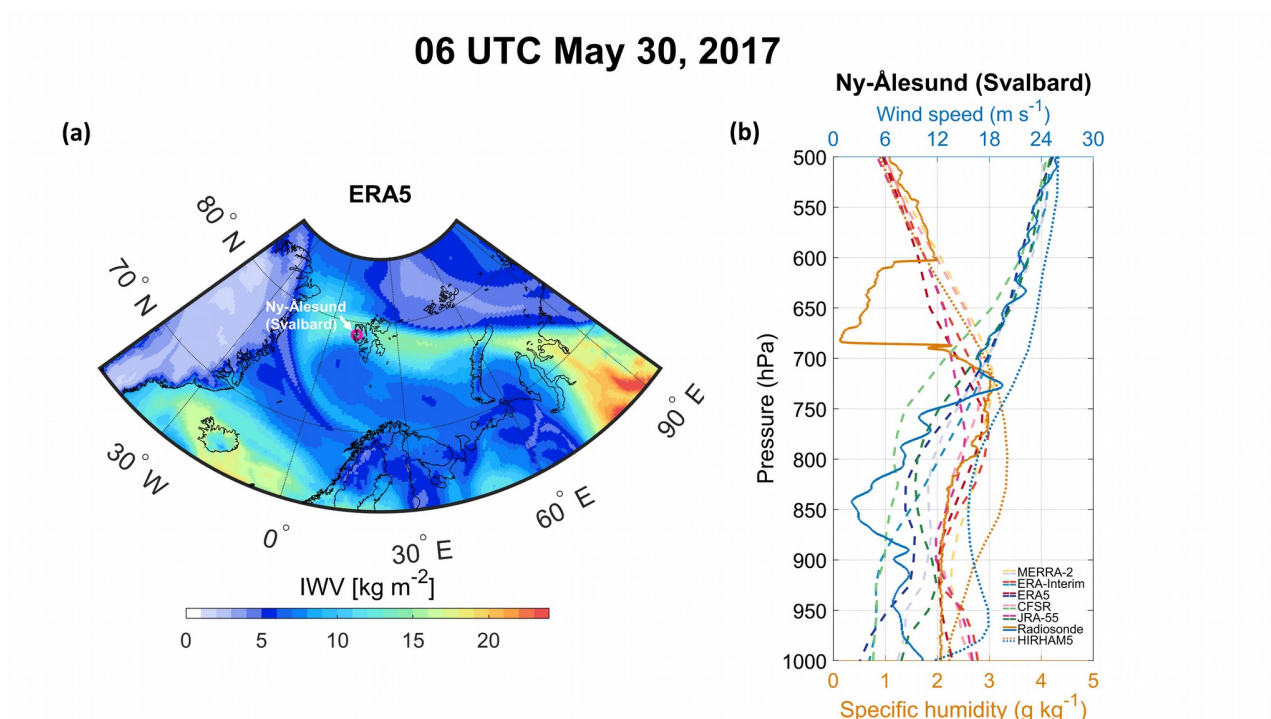 06 UTC May 30, 2017
(a)
ERA5
80° N
70° N
Ny-Ålesund
(Svalbard)
30° W
0°
30° E
60° E
90° E
IWV [kg m-2]
0 5 10 15 20
(b)
Ny-Ålesund (Svalbard)
Wind speed (m s-1)
0 6 12 18 24 30
Pressure (hPa)
500
550
600
650
700
750
800
850
900
950
1000
MERRA-2
ERA-Interim
ERA5
CFSR
JRA-55
Radiosonde
HIRHAM5
0 1 2 3 4 5
Specific humidity (g kg-1)